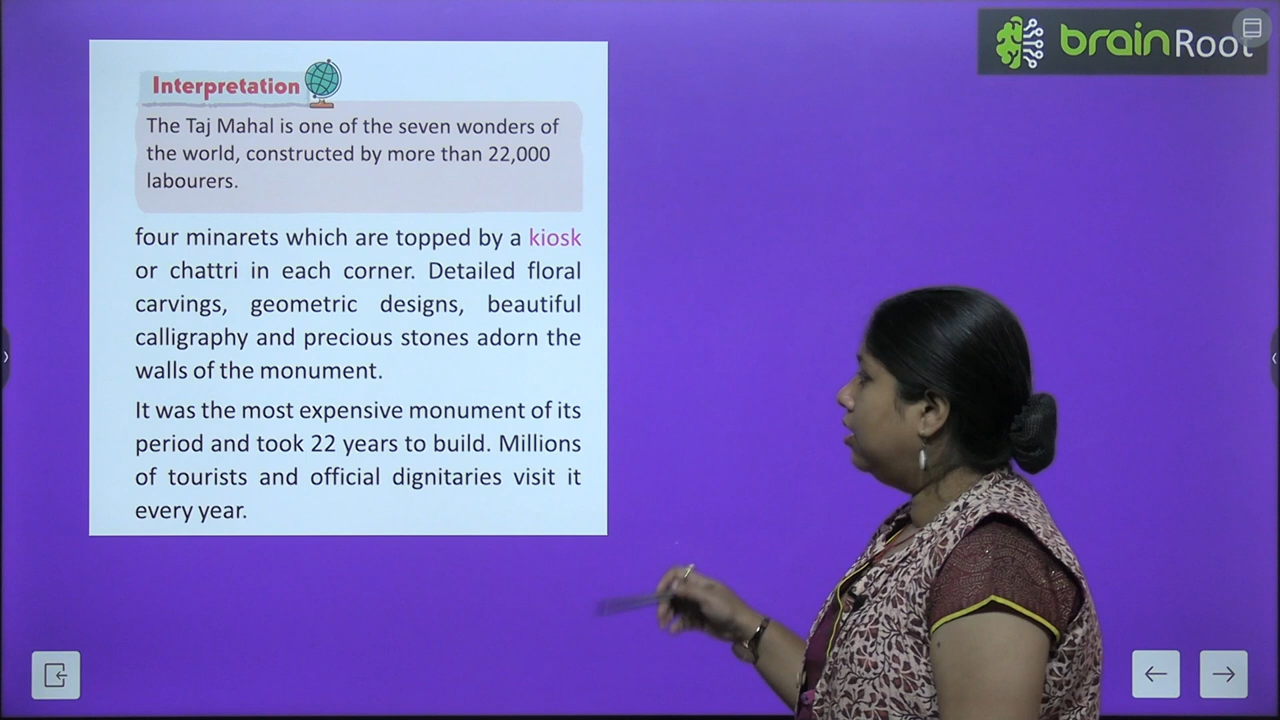 brainRoot
Interpretation
The Taj Mahal is one of the seven wonders of
the world, constructed by more than 22,000
labourers.
four minarets which are topped by a kiosk
or chattri in each corner. Detailed floral
carvings, geometric designs, beautiful
calligraphy and precious stones adorn the
walls of the monument.
It was the most expensive monument of its
period and took 22 years to build. Millions
of tourists and official dignitaries visit it
every year.